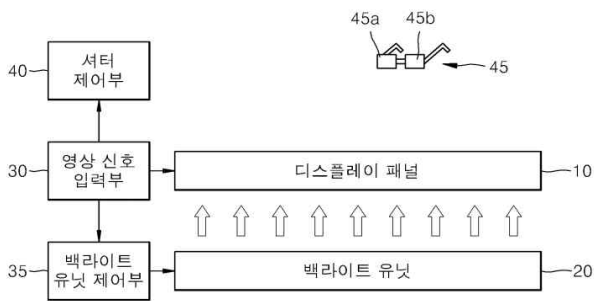 45a 45b
45
40
셔터
제어부
30
영상 신호
입력부
디스플레이 패널
10
35
백라이트
유닛 제어부
백라이트 유닛
20